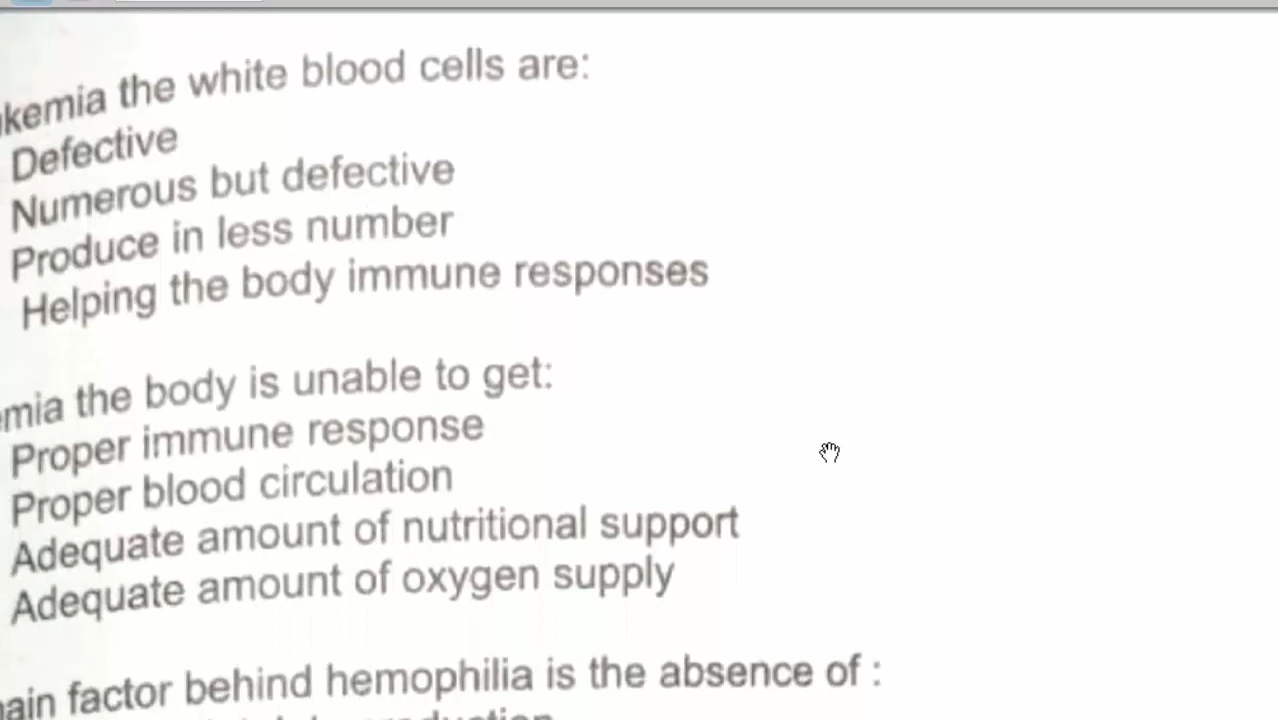 kemia the white blood cells are:
Defective
Numerous but defective
Produce in less number
Helping the body immune responses
mia the body is unable to get:
Proper immune response
Proper blood circulation
Adequate amount of nutritional support
Adequate amount of oxygen supply
ain factor behind hemophilia is the absence of :